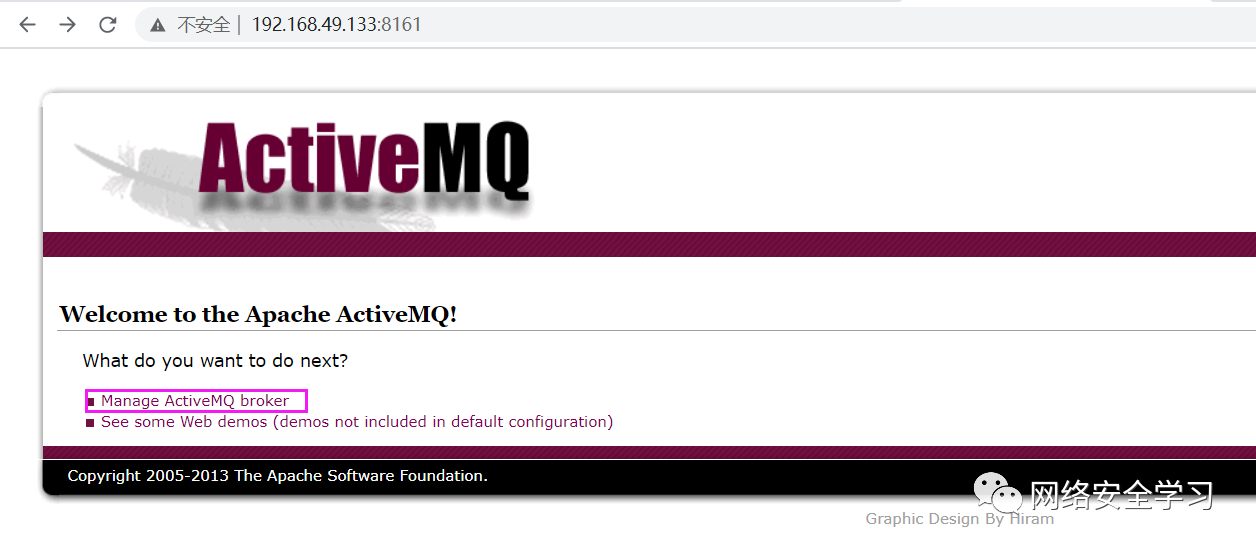 不安全 | 192.168.49.133:8161
ActiveMQ
Welcome to the Apache ActiveMQ!
What do you want to do next?
Manage ActiveMQ broker
See some Web demos (demos not included in default configuration)
Copyright 2005-2013 The Apache Software Foundation.
网络安全学习
Graphic Design By Hiram